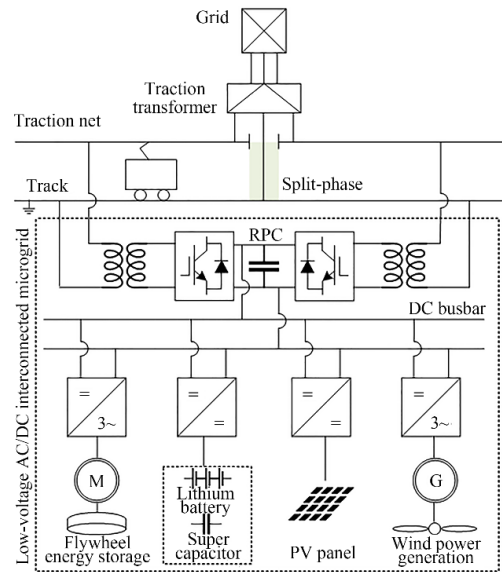 Grid
Traction
transformer
Traction net
Track
Split-phase
RPC
DC busbar
Low-voltage AC/DC interconnected microgrid
=
3~
=
=
=
=
=
3~
M
Lithium
battery
Super
capacitor
G
Flywheel
energy storage
PV panel
Wind power
generation